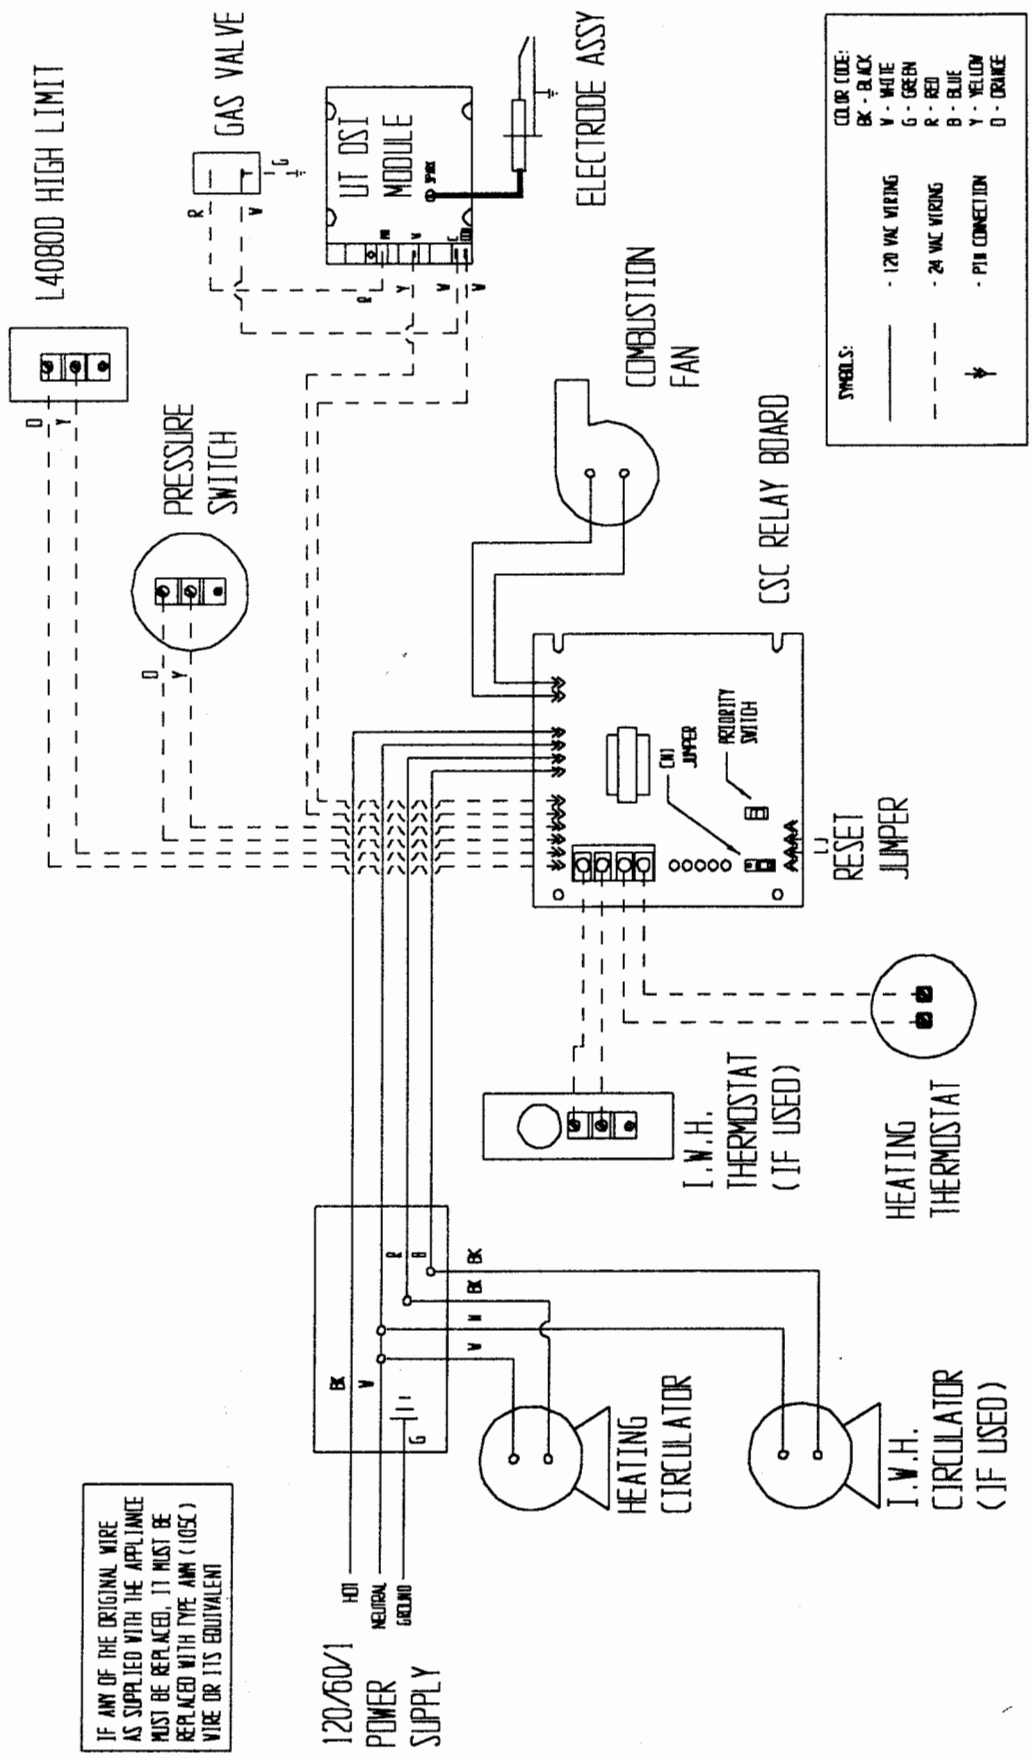 L4080D HIGH LIMIT
GAS VALVE
R
W
G
UT DSI
MODULE
SPARK
MV
W
C
R
Y
W
W
ELECTRODE ASSY
O
Y
PRESSURE
SWITCH
O
Y
COMBUSTION
FAN
CSC RELAY BOARD
CN1
JUMPER
PRIORITY
SWITCH
RESET
JUMPER
COLOR CODE:
BK - BLACK
W - WHITE
G - GREEN
R - RED
B - BLUE
Y - YELLOW
O - ORANGE
SYMBOLS:
- 120 VAC WIRING
- 24 VAC WIRING
- PIN CONNECTION
IF ANY OF THE ORIGINAL WIRE
AS SUPPLIED WITH THE APPLIANCE
MUST BE REPLACED, IT MUST BE
REPLACED WITH TYPE AWM (105C)
WIRE OR ITS EQUIVALENT
120/60/1
POWER
SUPPLY
HOT
NEUTRAL
GROUND
BK
W
G
R
B
BK
BK
W
W
HEATING
CIRCULATOR
I.W.H.
CIRCULATOR
(IF USED)
I.W.H.
THERMOSTAT
(IF USED)
HEATING
THERMOSTAT